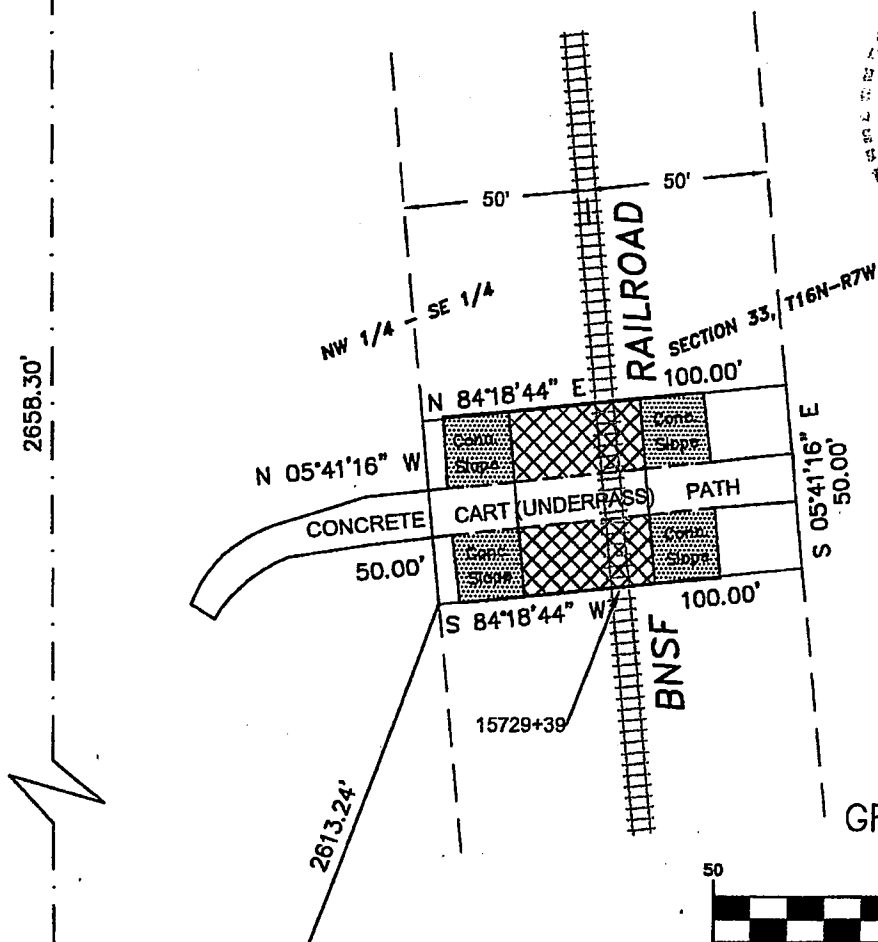 50'
50'
RAILROAD
SECTION 33, T16N-R7W
NW 1/4 - SE 1/4
2658.30'
N 84°18'44" E
100.00'
Conc.
Slope
Conc.
Slope
N 05°41'16" W
S 05°41'16" E
50.00'
CONCRETE CART (UNDERPASS) PATH
50.00'
Conc.
Slope
Conc.
Slope
S 84°18'44" W
100.00'
BNSF
15729+39
2613.24'
50